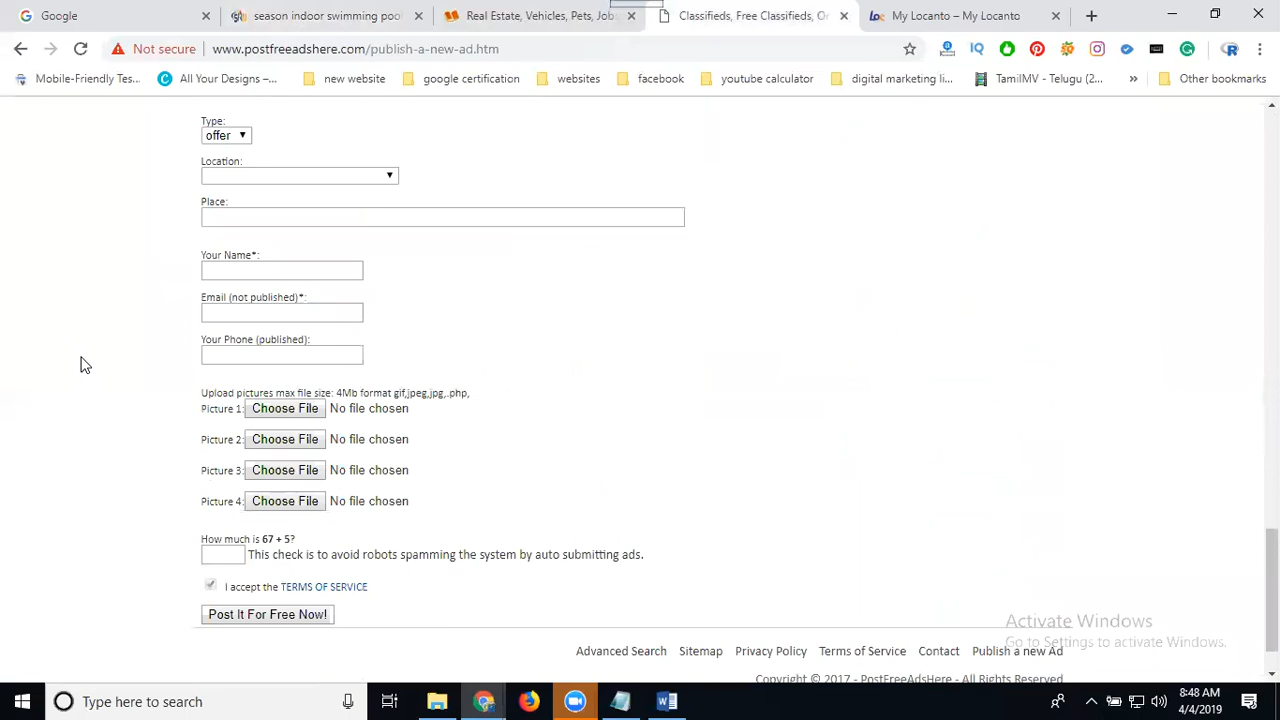 Google
season indoor swimming pool
Real Estate, Vehicles, Pets, Jobs
Classifieds, Free Classifieds, On
My Locanto – My Locanto
Not secure
www.postfreeadshere.com/publish-a-new-ad.htm
Mobile-Friendly Tes...
All Your Designs –...
new website
google certification
websites
facebook
youtube calculator
digital marketing li...
TamilMV - Telugu (2...
»
Other bookmarks
Type:
offer
Location:
Place:
Your Name*:
Email (not published)*:
Your Phone (published):
Upload pictures max file size: 4Mb format gif,jpeg,jpg,.php,
Picture 1: Choose File No file chosen
Picture 2: Choose File No file chosen
Picture 3: Choose File No file chosen
Picture 4: Choose File No file chosen
How much is 67 + 5?
This check is to avoid robots spamming the system by auto submitting ads.
I accept the TERMS OF SERVICE
Post It For Free Now!
Activate Windows
Go to Settings to activate Windows.
Advanced Search Sitemap Privacy Policy Terms of Service Contact Publish a new Ad
Copyright © 2017 - PostFreeAdsHere - All Rights Reserved
Type here to search
8:48 AM
4/4/2019